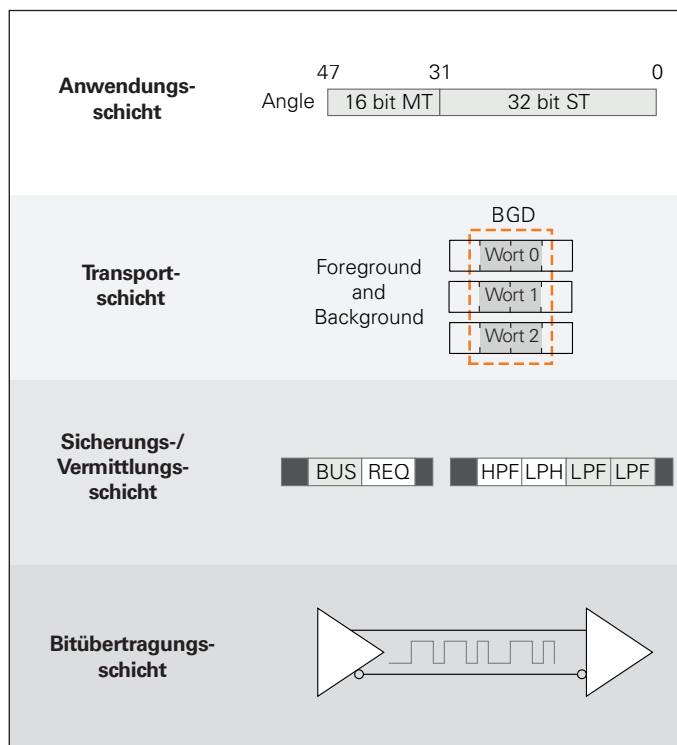 Anwendungs-
schicht
47 31 0
Angle 16 bit MT 32 bit ST
Transport-
schicht
Foreground
and
Background
BGD
Wort 0
Wort 1
Wort 2
Sicherungs-/
Vermittlungs-
schicht
BUS REQ HPF LPH LPF LPF
Bitübertragungs-
schicht